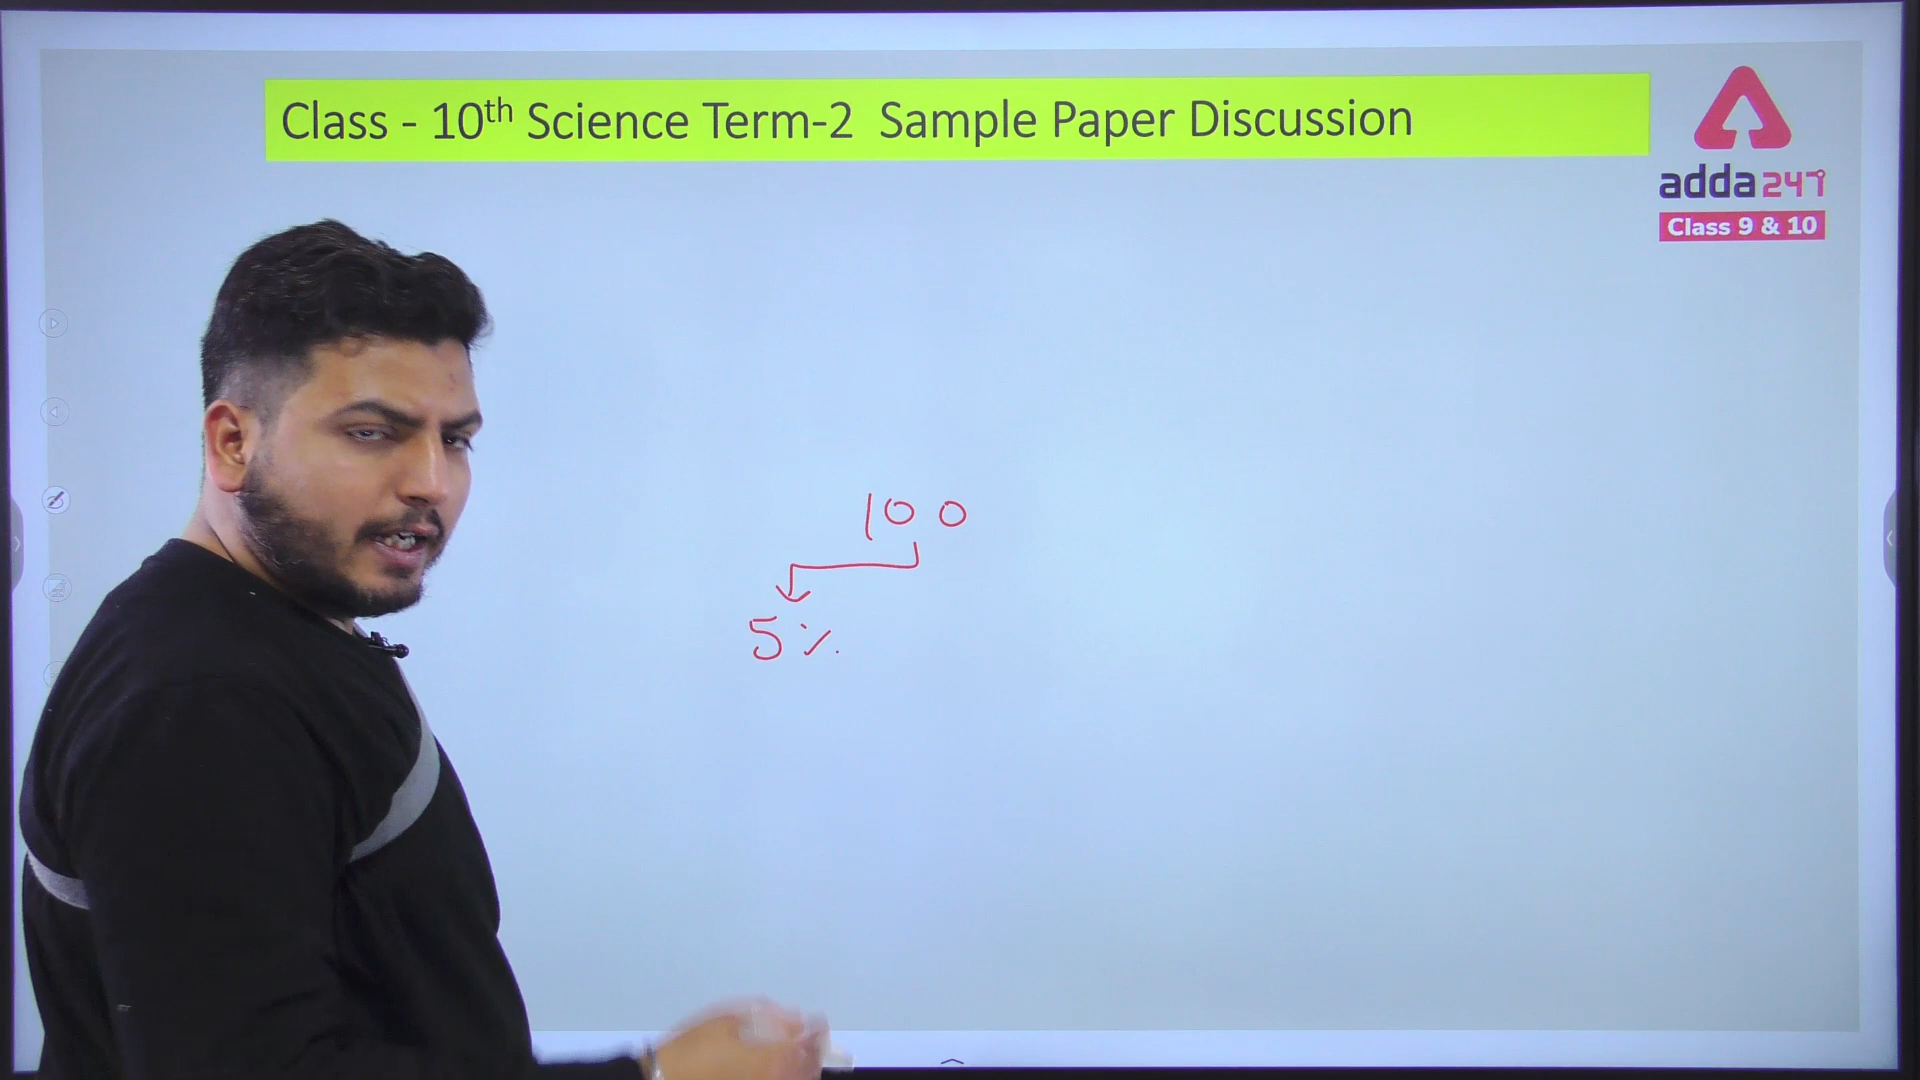 Class - 10th Science Term-2 Sample Paper Discussion
adda247
Class 9 & 10
100
5%